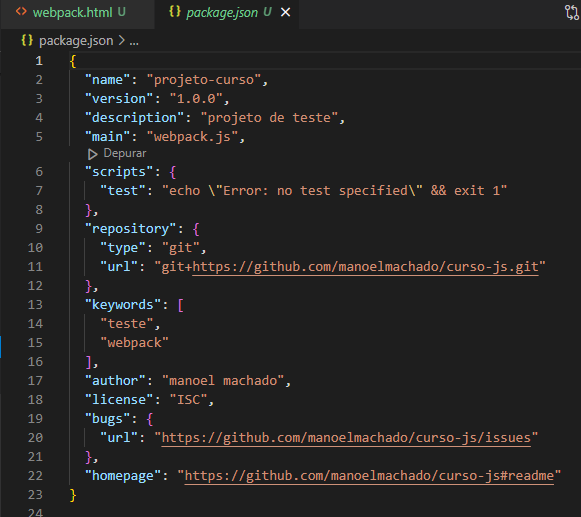 <> webpack.html U {} package.json U ×
{} package.json > ...
1 {
2 "name": "projeto-curso",
3 "version": "1.0.0",
4 "description": "projeto de teste",
5 "main": "webpack.js",
Depurar
6 "scripts": {
7 "test": "echo \"Error: no test specified\" && exit 1"
8 },
9 "repository": {
10 "type": "git",
11 "url": "git+https://github.com/manoelmachado/curso-js.git"
12 },
13 "keywords": [
14 "teste",
15 "webpack"
16 ],
17 "author": "manoel machado",
18 "license": "ISC",
19 "bugs": {
20 "url": "https://github.com/manoelmachado/curso-js/issues"
21 },
22 "homepage": "https://github.com/manoelmachado/curso-js#readme"
23 }
24